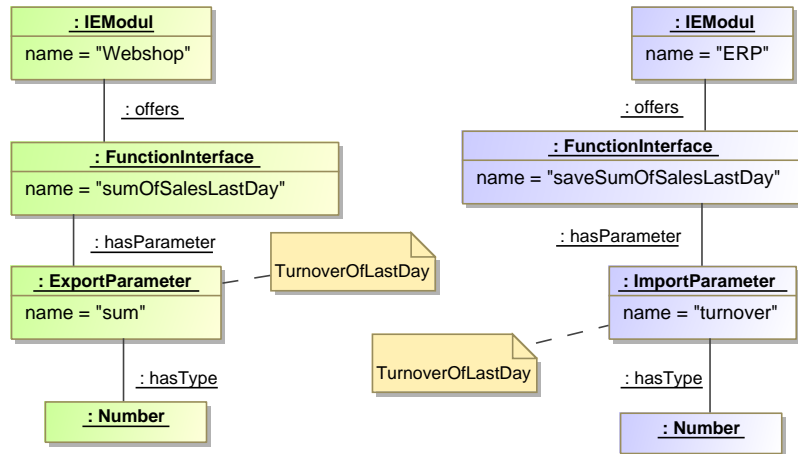 : IEModul
name = "Webshop"
: offers
: FunctionInterface
name = "sumOfSalesLastDay"
: hasParameter
TurnoverOfLastDay
: ExportParameter
name = "sum"
: hasType
: Number
: IEModul
name = "ERP"
: offers
: FunctionInterface
name = "saveSumOfSalesLastDay"
: hasParameter
: ImportParameter
name = "turnover"
TurnoverOfLastDay
: hasType
: Number